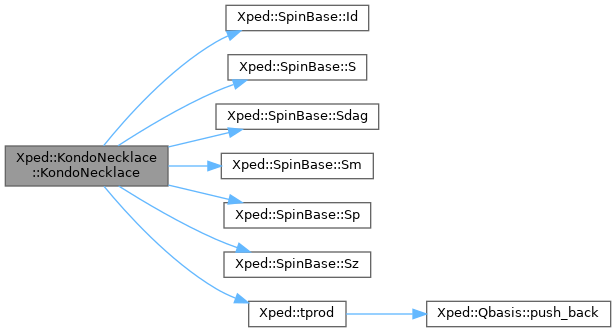 Xped::KondoNecklace
::KondoNecklace
Xped::SpinBase::Id
Xped::SpinBase::S
Xped::SpinBase::Sdag
Xped::SpinBase::Sm
Xped::SpinBase::Sp
Xped::SpinBase::Sz
Xped::tprod
Xped::Qbasis::push_back